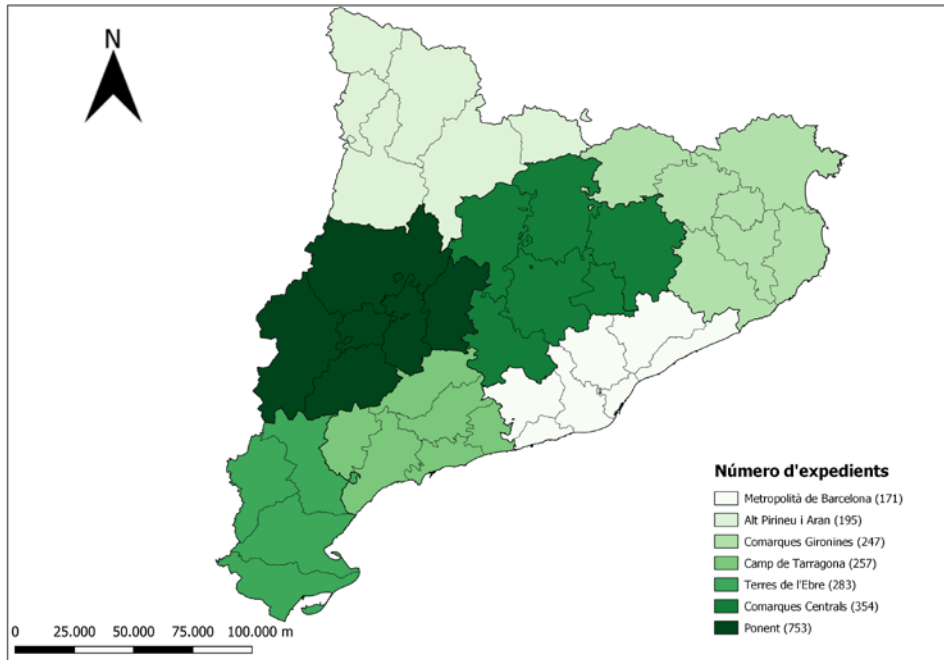 N
Número d'expedients
Metropolità de Barcelona (171)
Alt Pirineu i Aran (195)
Comarques Gironines (247)
Camp de Tarragona (257)
Terres de l'Ebre (283)
Comarques Centrals (354)
Ponent (753)
0 25.000 50.000 75.000 100.000 m